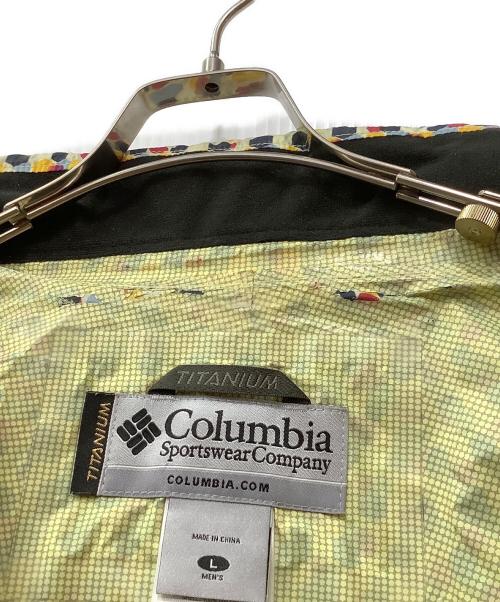 TITANIUM
TITANIUM
Columbia
Sportswear Company
COLUMBIA.COM
MADE IN CHINA
L
MEN'S